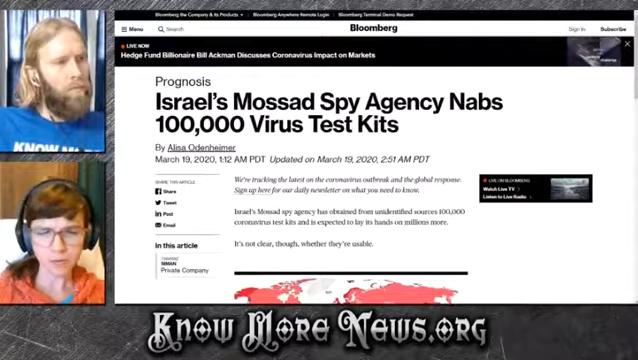 Bloomberg the Company & Its Products
Bloomberg Anywhere Remote Login
Bloomberg Terminal Demo Request
Menu
Search
Bloomberg
Sign In
Subscribe
LIVE NOW
Hedge Fund Billionaire Bill Ackman Discusses Coronavirus Impact on Markets
Prognosis
Israel's Mossad Spy Agency Nabs
100,000 Virus Test Kits
By Alisa Odenheimer
March 19, 2020, 1:12 AM PDT Updated on March 19, 2020, 2:51 AM PDT
SHARE THIS ARTICLE
Share
Tweet
Post
Email
In this article
NIMAN
Private Company
We're tracking the latest on the coronavirus outbreak and the global response.
Sign up here for our daily newsletter on what you need to know.
Israel's Mossad spy agency has obtained from unidentified sources 100,000
coronavirus test kits and is expected to lay its hands on millions more.
It's not clear, though, whether they're usable.
LIVE ON BLOOMBERG
Watch Live TV
Listen to Live Radio
KNOW M
KNOW MORE NEWS.ORG